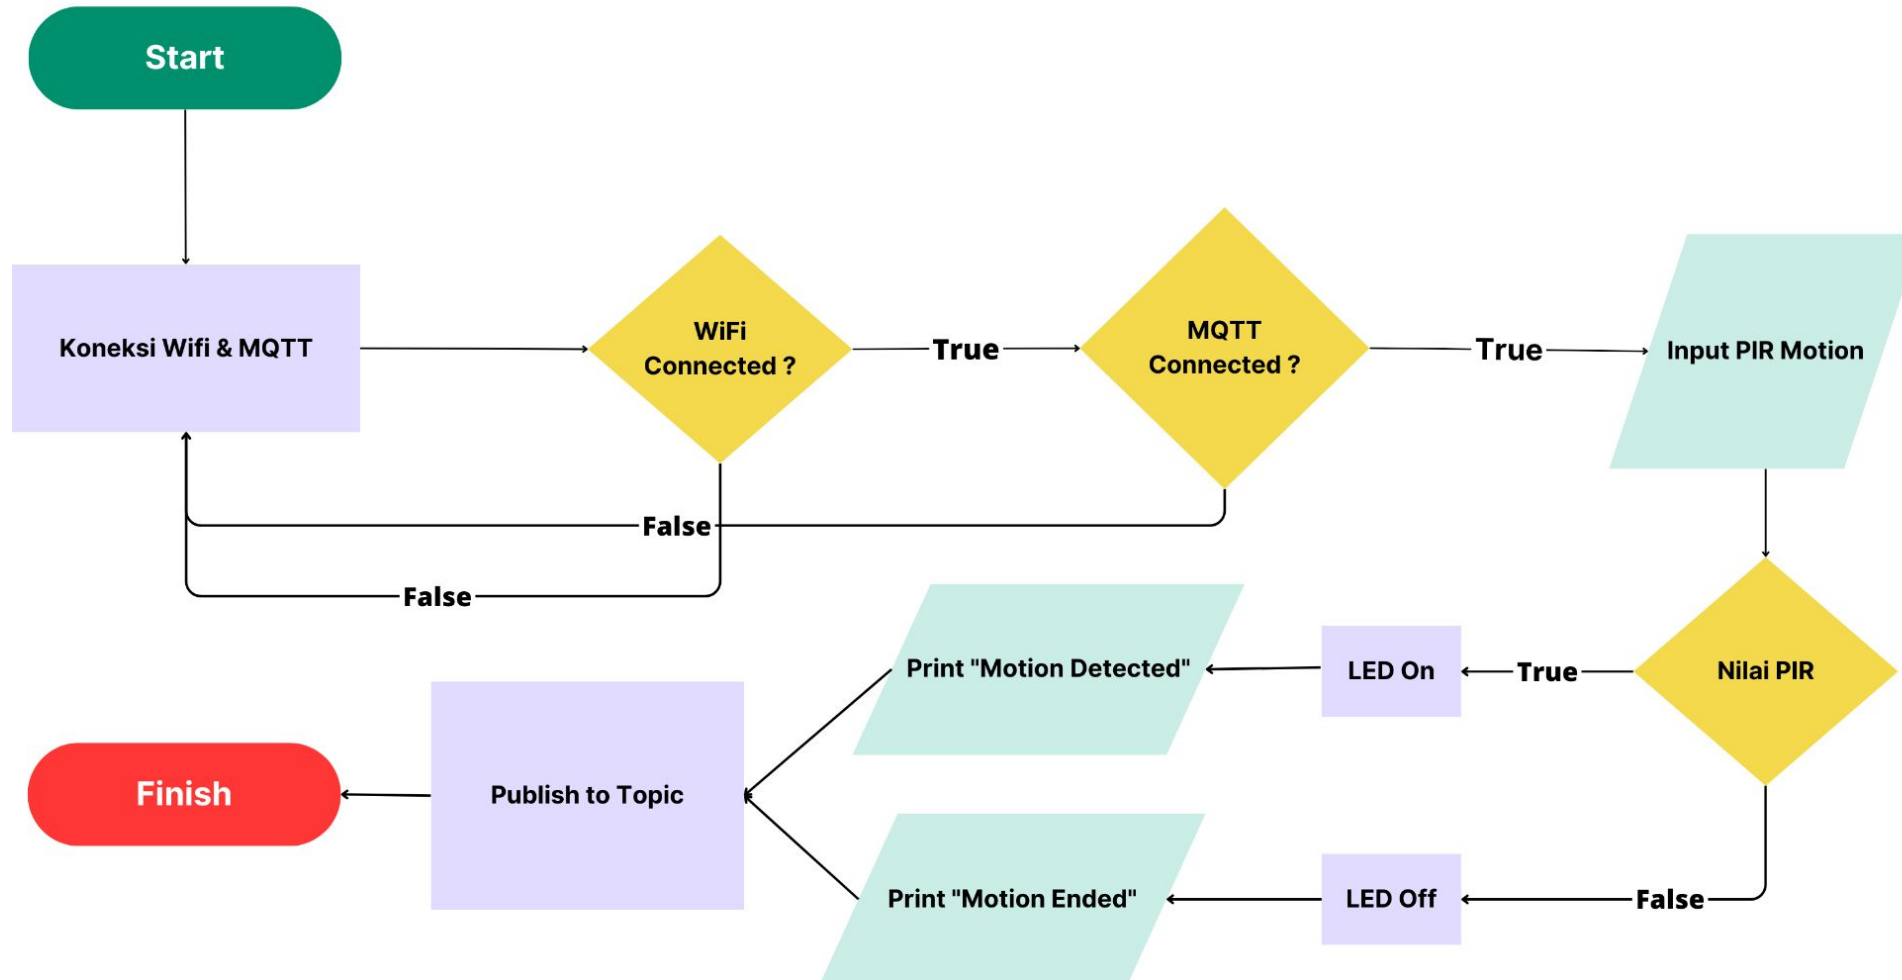 Start
Koneksi Wifi & MQTT
WiFi
Connected ?
True
MQTT
Connected ?
True
Input PIR Motion
False
False
Print "Motion Detected"
LED On
True
Nilai PIR
Finish
Publish to Topic
Print "Motion Ended"
LED Off
False